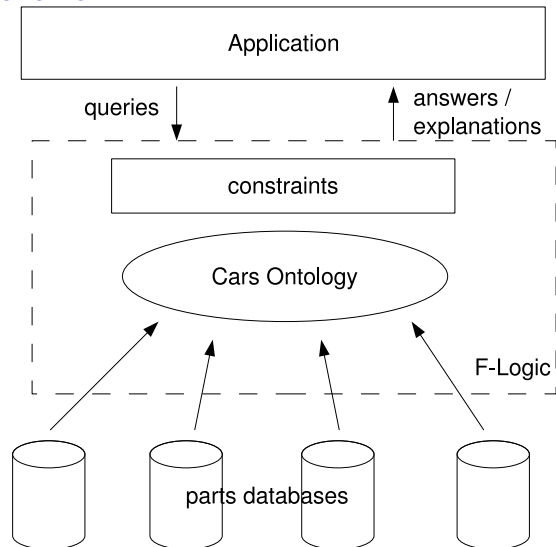 Application
queries
answers /
explanations
constraints
Cars Ontology
F-Logic
parts databases